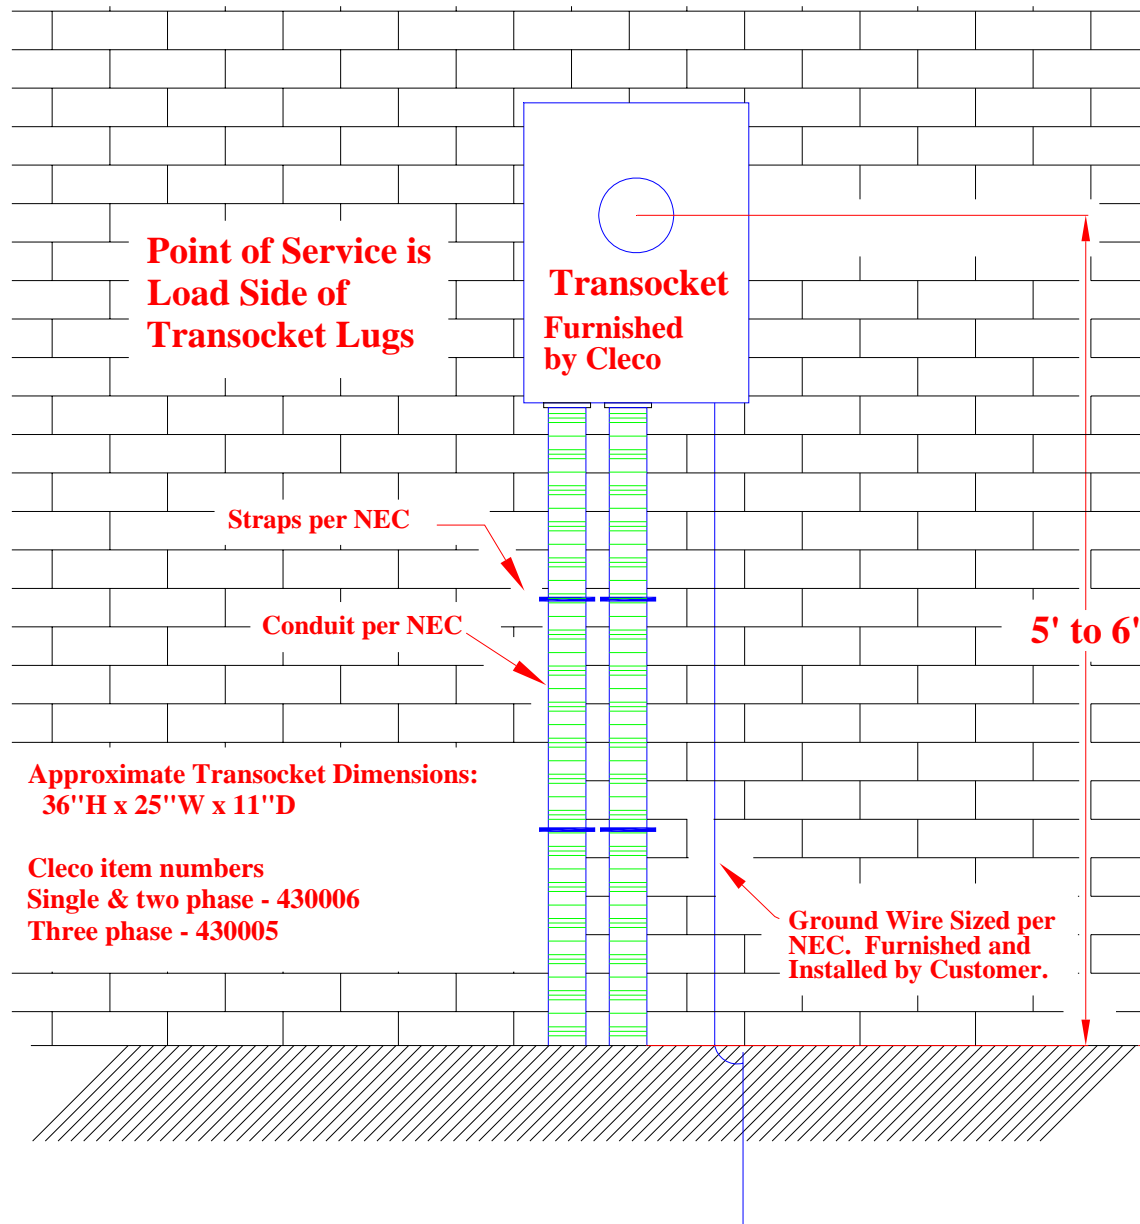 Point of Service is
Load Side of
Transocket Lugs
Transocket
Furnished
by Cleco
Straps per NEC
Conduit per NEC
5' to 6'
Approximate Transocket Dimensions:
36"H x 25"W x 11"D
Cleco item numbers
Single & two phase - 430006
Three phase - 430005
Ground Wire Sized per
NEC.  Furnished and
Installed by Customer.